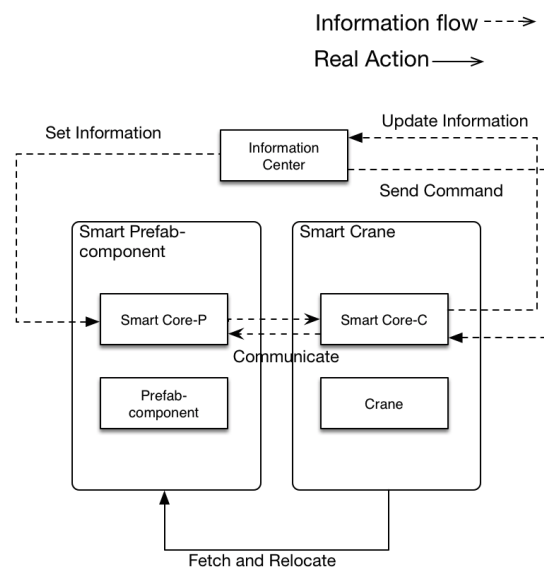 Information flow
Real Action
Update Information
Set Information
Information
Center
Send Command
Smart Prefab-
component
Smart Crane
Smart Core-P
Smart Core-C
Communicate
Prefab-
component
Crane
Fetch and Relocate